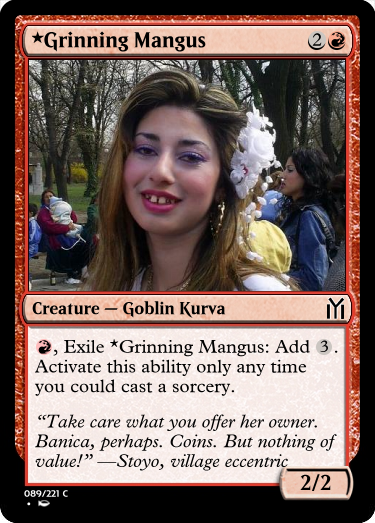 ★Grinning Mangus 2
Creature — Goblin Kurva
, Exile ★Grinning Mangus: Add 3.
Activate this ability only any time
you could cast a sorcery.
“Take care what you offer her owner.
Banica, perhaps. Coins. But nothing of
value!” —Stoyo, village eccentric
2/2
089/221 C